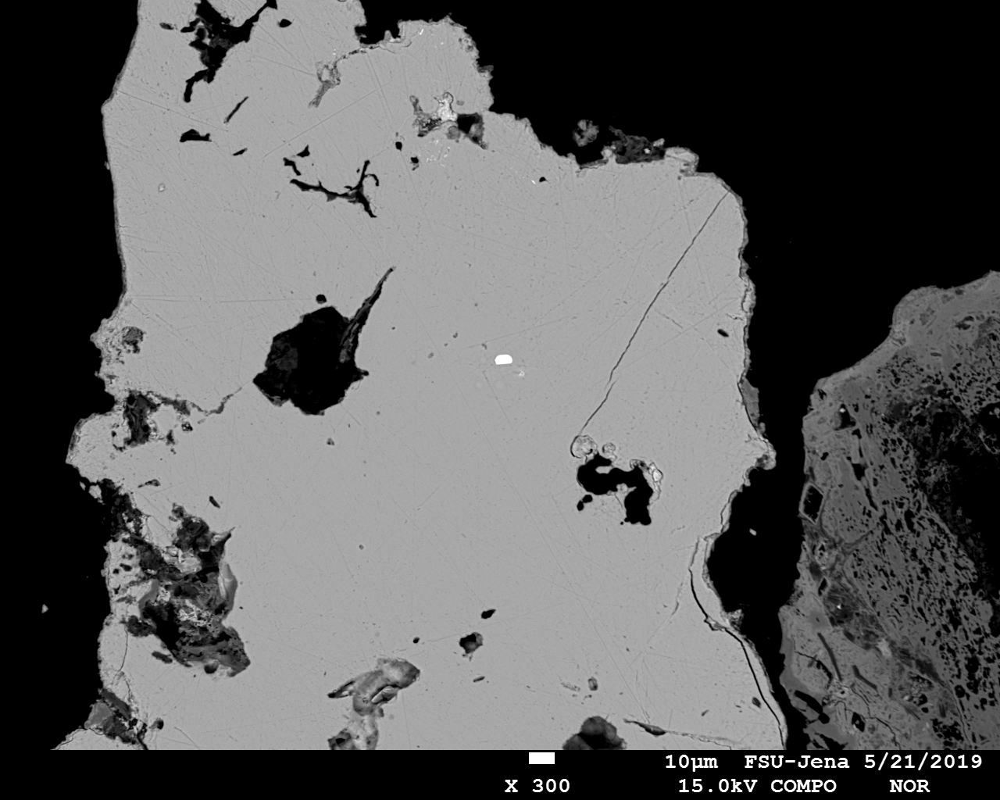 10μm FSU-Jena 5/21/2019
X 300 15.0kV COMPO NOR